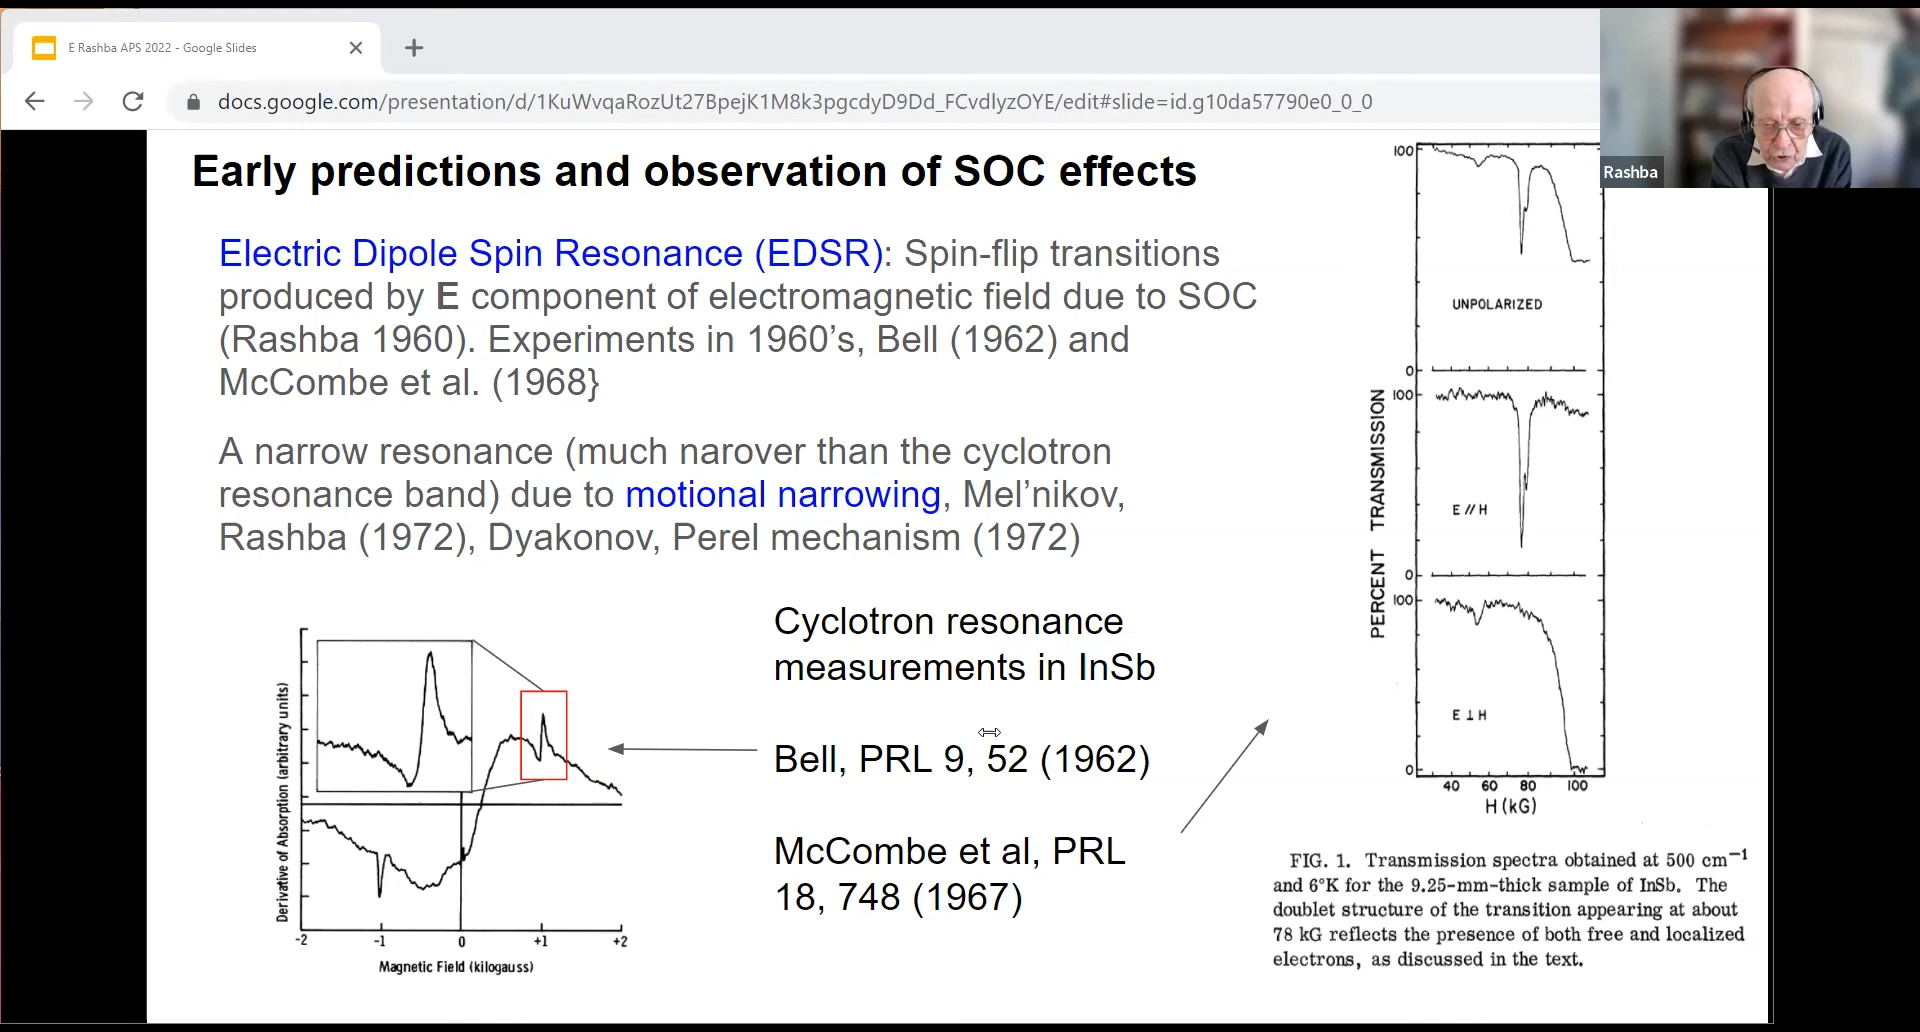 E Rashba APS 2022 - Google Slides
docs.google.com/presentation/d/1KuWvqaRozUt27BpejK1M8k3pgcdyD9Dd_FCvdlyzOYE/edit#slide=id.g10da57790e0_0_0
Rashba
Early predictions and observation of SOC effects
Electric Dipole Spin Resonance (EDSR): Spin-flip transitions
produced by E component of electromagnetic field due to SOC
(Rashba 1960). Experiments in 1960’s, Bell (1962) and
McCombe et al. (1968}
A narrow resonance (much narover than the cyclotron
resonance band) due to motional narrowing, Mel’nikov,
Rashba (1972), Dyakonov, Perel mechanism (1972)
Derivative of Absorption (arbitrary units)
-2 -1 0 +1 +2
Magnetic Field (kilogauss)
Cyclotron resonance
measurements in InSb
Bell, PRL 9, 52 (1962)
McCombe et al, PRL
18, 748 (1967)
PERCENT TRANSMISSION
100
UNPOLARIZED
0
100
E // H
0
100
E ⊥ H
0
40 60 80 100
H (kG)
FIG. 1. Transmission spectra obtained at 500 cm⁻¹
and 6°K for the 9.25-mm-thick sample of InSb. The
doublet structure of the transition appearing at about
78 kG reflects the presence of both free and localized
electrons, as discussed in the text.